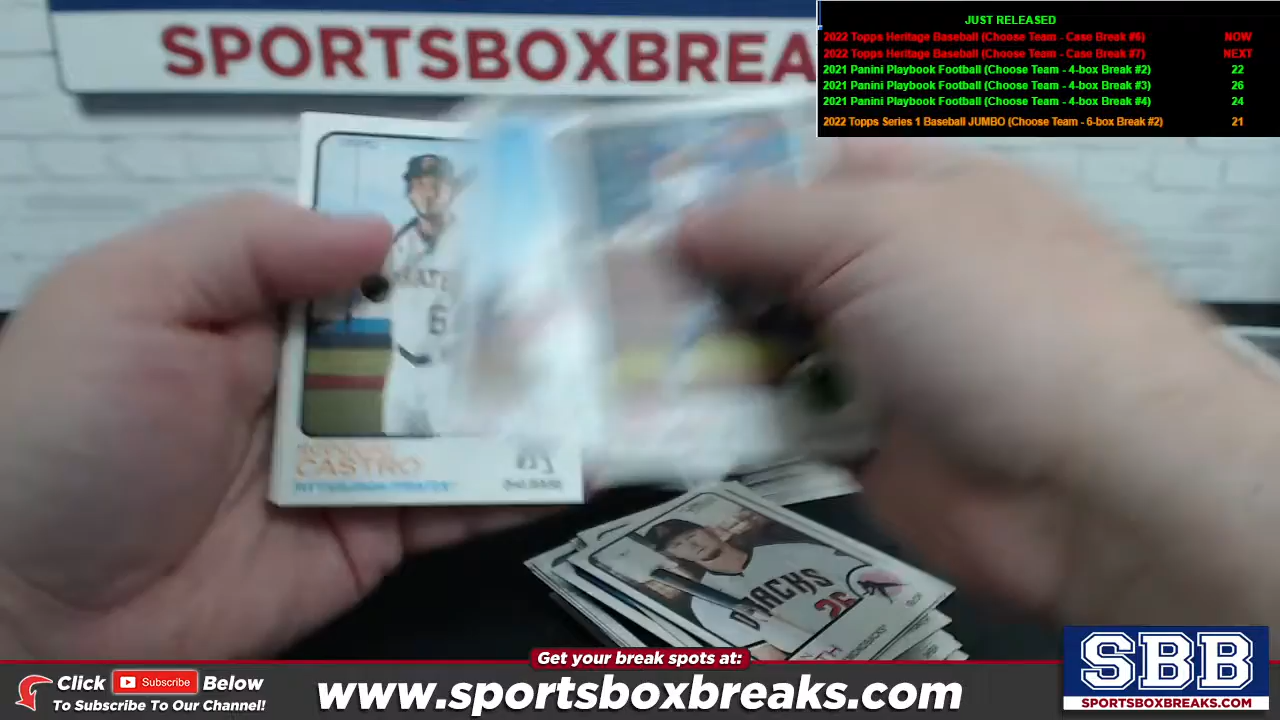 SPORTSBOXBREA
JUST RELEASED
2022 Topps Heritage Baseball (Choose Team - Case Break #6) NOW
2022 Topps Heritage Baseball (Choose Team - Case Break #7) NEXT
2021 Panini Playbook Football (Choose Team - 4-box Break #2) 22
2021 Panini Playbook Football (Choose Team - 4-box Break #3) 26
2021 Panini Playbook Football (Choose Team - 4-box Break #4) 24
2022 Topps Series 1 Baseball JUMBO (Choose Team - 6-box Break #2) 21
6
CASTRO
PITTSBURGH PIRATES
D-BACKS
26
Get your break spots at:
Click Subscribe Below
To Subscribe To Our Channel!
www.sportsboxbreaks.com
SBB
SPORTSBOXBREAKS.COM